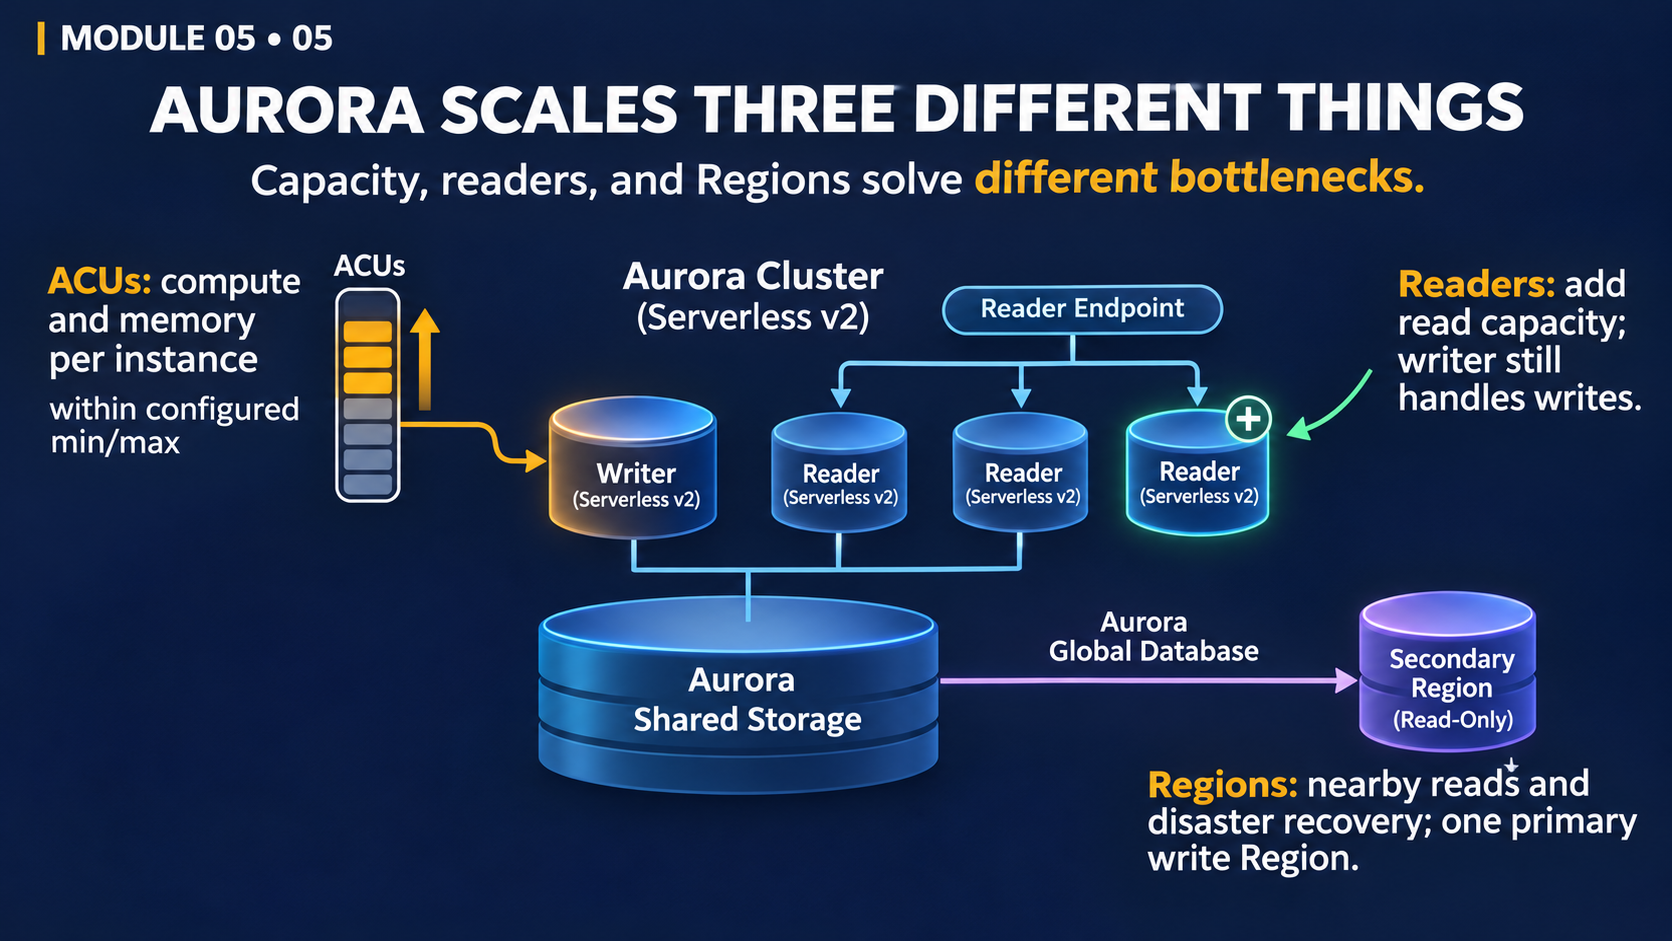 MODULE 05 • 05
AURORA SCALES THREE DIFFERENT THINGS
Capacity, readers, and Regions solve different bottlenecks.
ACUs: compute
and memory
per instance
within configured
min/max
ACUs
Aurora Cluster
(Serverless v2)
Reader Endpoint
Readers: add
read capacity;
writer still
handles writes.
Writer
(Serverless v2)
Reader
(Serverless v2)
Reader
(Serverless v2)
+
Reader
(Serverless v2)
Aurora
Shared Storage
Aurora
Global Database
Secondary
Region
(Read-Only)
Regions: nearby reads and
disaster recovery; one primary
write Region.